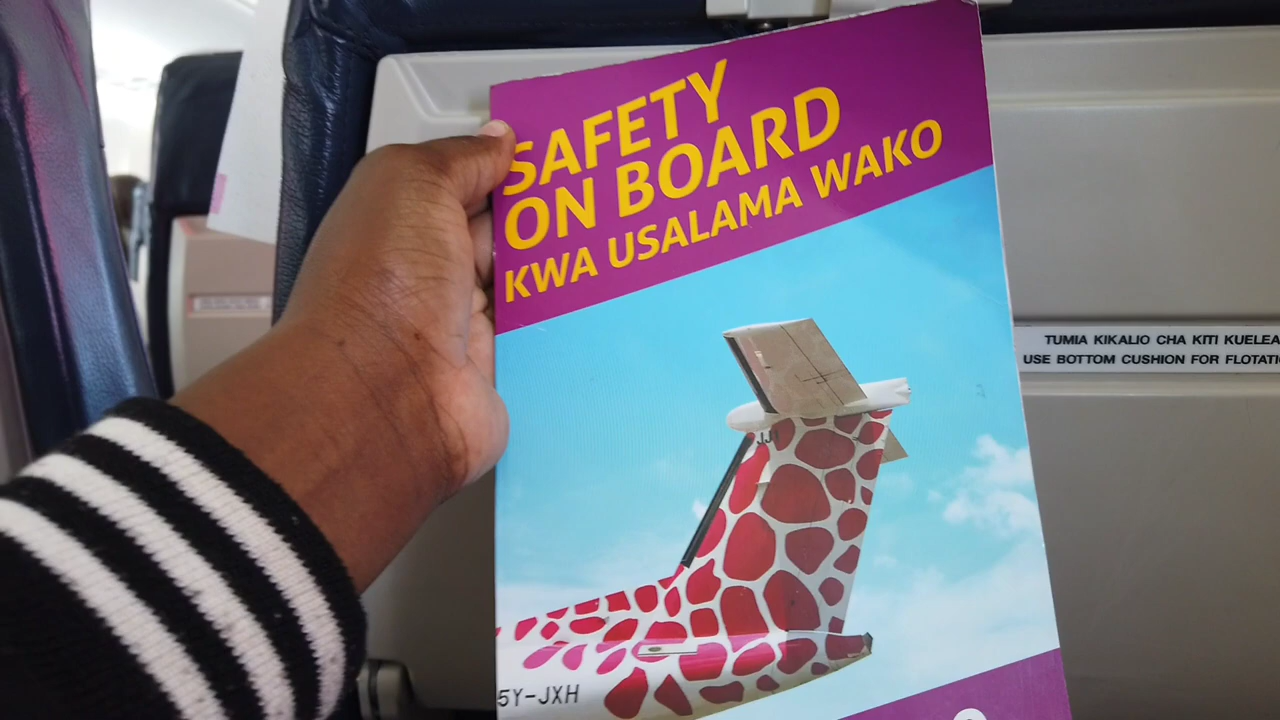 SAFETY
ON BOARD
KWA USALAMA WAKO
TUMIA KIKALIO CHA KITI KUELEA
USE BOTTOM CUSHION FOR FLOTATI
5Y-JXH